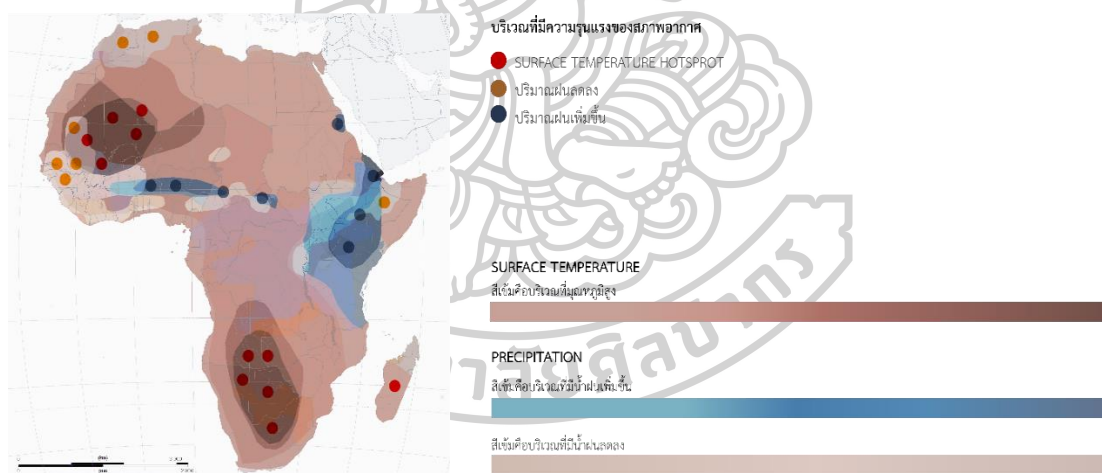 บริเวณที่มีความรุนแรงของสภาพอากาศ
SURFACE TEMPERATURE HOTSPROT
ปริมาณฝนลดลง
ปริมาณฝนเพิ่มขึ้น
SURFACE TEMPERATURE
สีเข้มคือบริเวณที่มีอุณหภูมิสูง
PRECIPITATION
สีเข้มคือบริเวณที่มีน้ำฝนเพิ่มขึ้น
สีเข้มคือบริเวณที่มีน้ำฝนลดลง